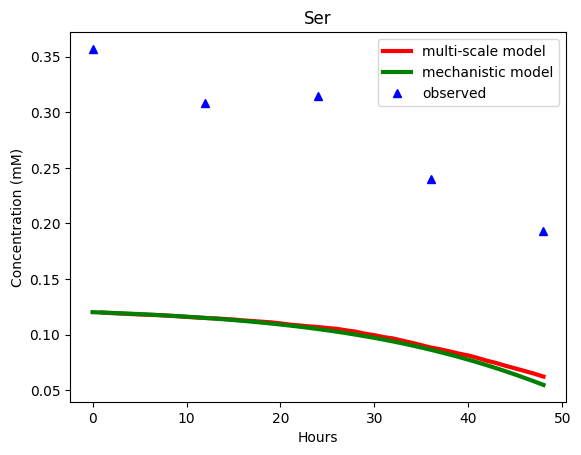 Ser
multi-scale model
mechanistic model
observed
Concentration (mM)
0.35
0.30
0.25
0.20
0.15
0.10
0.05
0 10 20 30 40 50
Hours